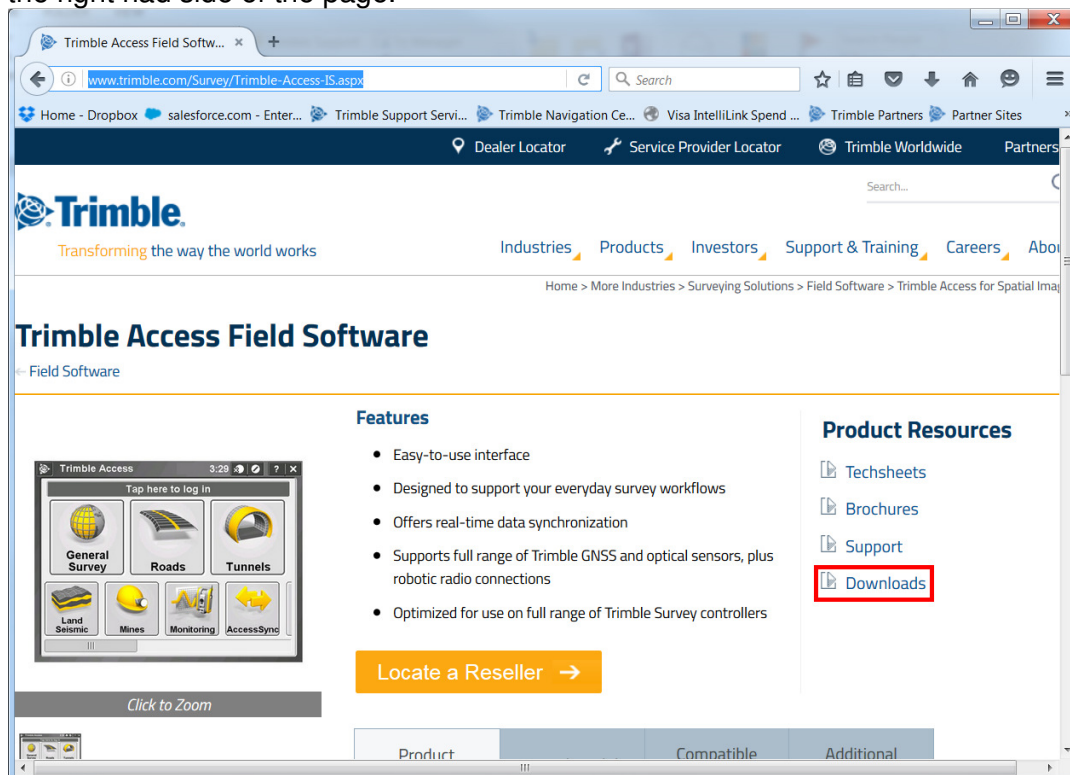 the right had side of the page.
Trimble Access Field Softw... × +
www.trimble.com/Survey/Trimble-Access-IS.aspx
Search
Home - Dropbox
salesforce.com - Enter...
Trimble Support Servi...
Trimble Navigation Ce...
Visa IntelliLink Spend ...
Trimble Partners
Partner Sites
»
Dealer Locator
Service Provider Locator
Trimble Worldwide
Partners
Search...
Trimble.
Transforming the way the world works
Industries
Products
Investors
Support & Training
Careers
Abou
Home > More Industries > Surveying Solutions > Field Software > Trimble Access for Spatial Imag
Trimble Access Field Software
← Field Software
Trimble Access 3:29 ? X
Tap here to log in
General
Survey
Roads
Tunnels
Land
Seismic
Mines
Monitoring
AccessSync
Click to Zoom
Features
• Easy-to-use interface
• Designed to support your everyday survey workflows
• Offers real-time data synchronization
• Supports full range of Trimble GNSS and optical sensors, plus
robotic radio connections
• Optimized for use on full range of Trimble Survey controllers
Locate a Reseller →
Product Resources
Techsheets
Brochures
Support
Downloads
Product
Compatible
Additional